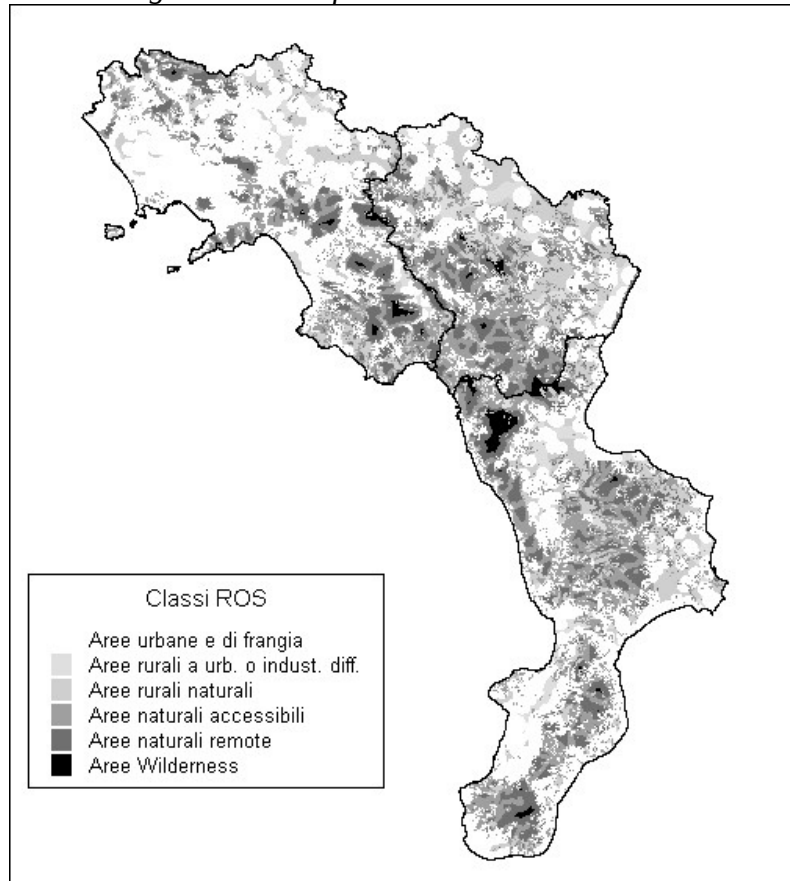 Classi ROS
Aree urbane e di frangia
Aree rurali a urb. o indust. diff.
Aree rurali naturali
Aree naturali accessibili
Aree naturali remote
Aree Wilderness